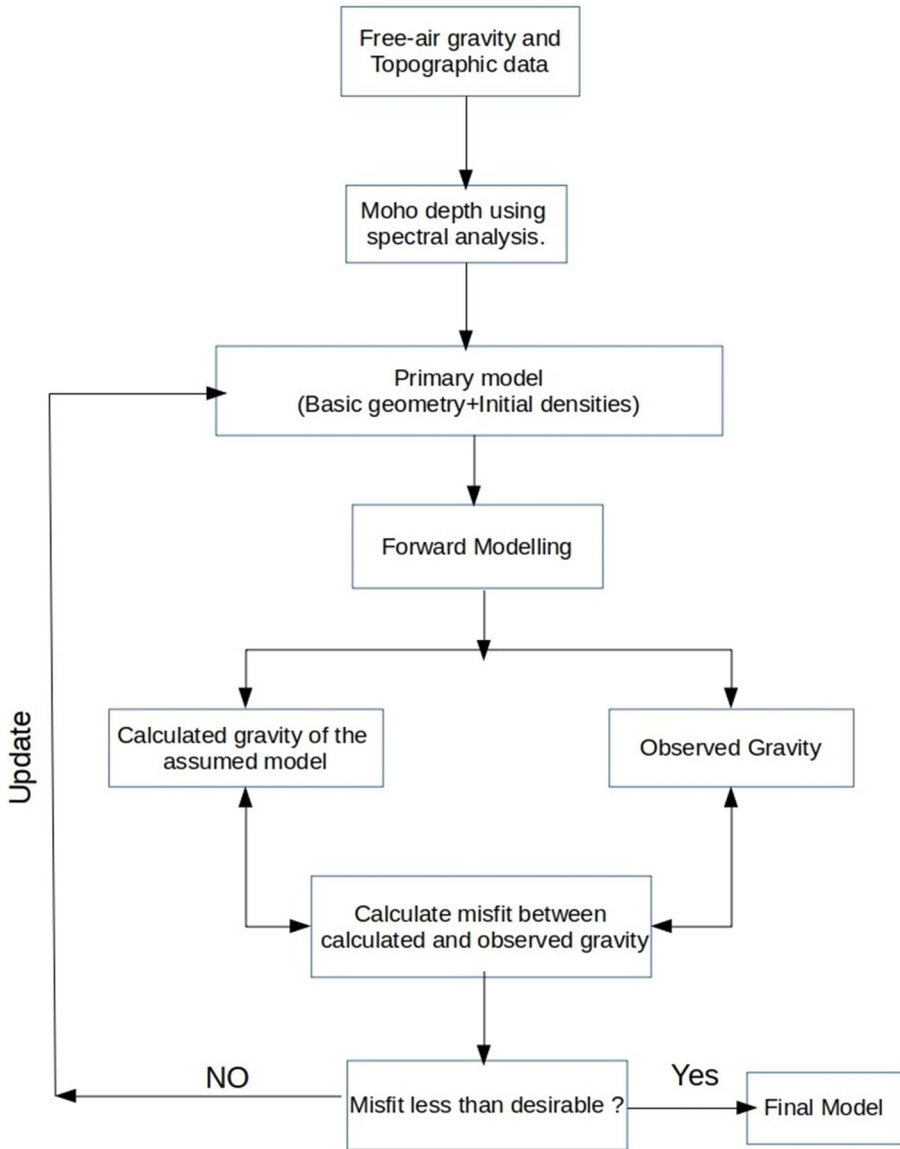 Free-air gravity and
Topographic data
Moho depth using
spectral analysis.
Primary model
(Basic geometry+Initial densities)
Forward Modelling
Calculated gravity of the
assumed model
Observed Gravity
Update
Calculate misfit between
calculated and observed gravity
NO
Misfit less than desirable ?
Yes
Final Model